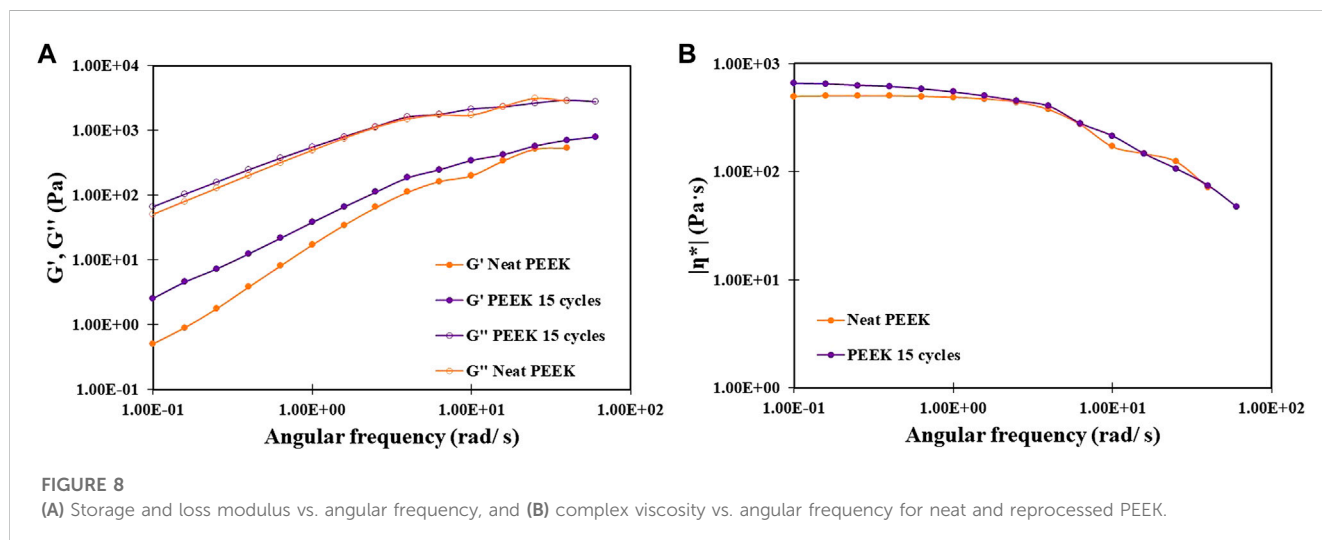 A
G', G'' (Pa)
1.00E+04
1.00E+03
1.00E+02
1.00E+01
1.00E+00
1.00E-01
1.00E-01
1.00E+00
1.00E+01
1.00E+02
Angular frequency (rad/ s)
G' Neat PEEK
G' PEEK 15 cycles
G'' PEEK 15 cycles
G'' Neat PEEK
B
|η*| (Pa·s)
1.00E+03
1.00E+02
1.00E+01
1.00E+00
1.00E-01
1.00E+00
1.00E+01
1.00E+02
Angular frequency (rad/ s)
Neat PEEK
PEEK 15 cycles
FIGURE 8
(A) Storage and loss modulus vs. angular frequency, and (B) complex viscosity vs. angular frequency for neat and reprocessed PEEK.